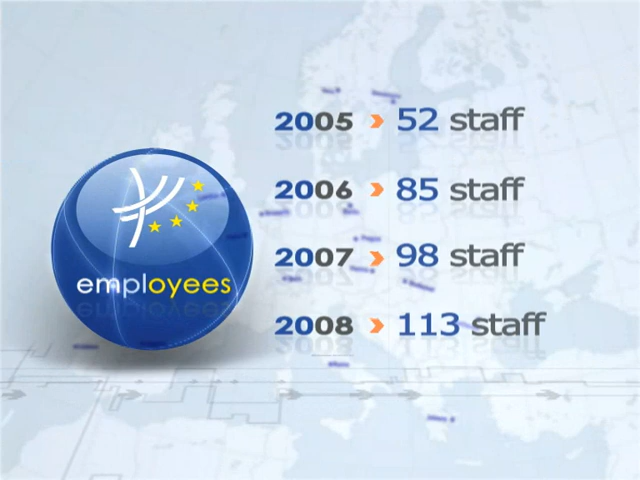 2005 52 staff
2006 85 staff
2007 98 staff
2008 113 staff
employees